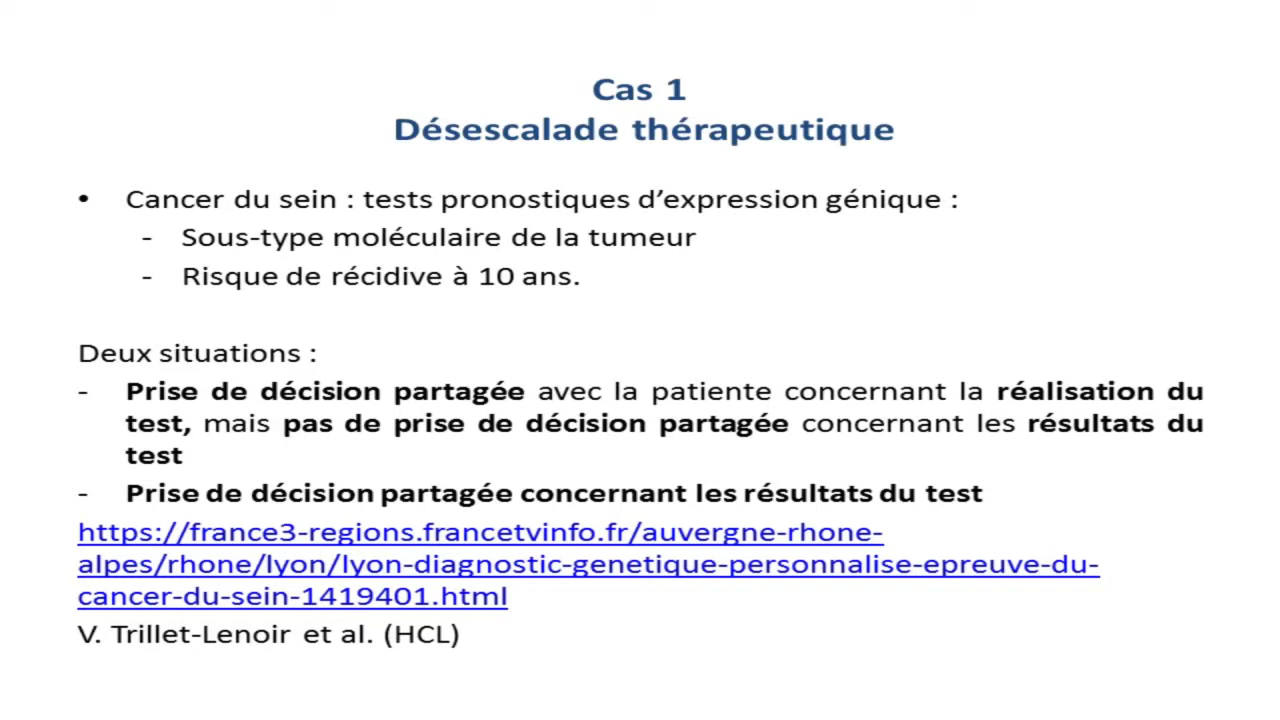 Cas 1
Désescalade thérapeutique
• Cancer du sein : tests pronostiques d’expression génique :
- Sous-type moléculaire de la tumeur
- Risque de récidive à 10 ans.
Deux situations :
- Prise de décision partagée avec la patiente concernant la réalisation du
test, mais pas de prise de décision partagée concernant les résultats du
test
- Prise de décision partagée concernant les résultats du test
https://france3-regions.francetvinfo.fr/auvergne-rhone-
alpes/rhone/lyon/lyon-diagnostic-genetique-personnalise-epreuve-du-
cancer-du-sein-1419401.html
V. Trillet-Lenoir et al. (HCL)